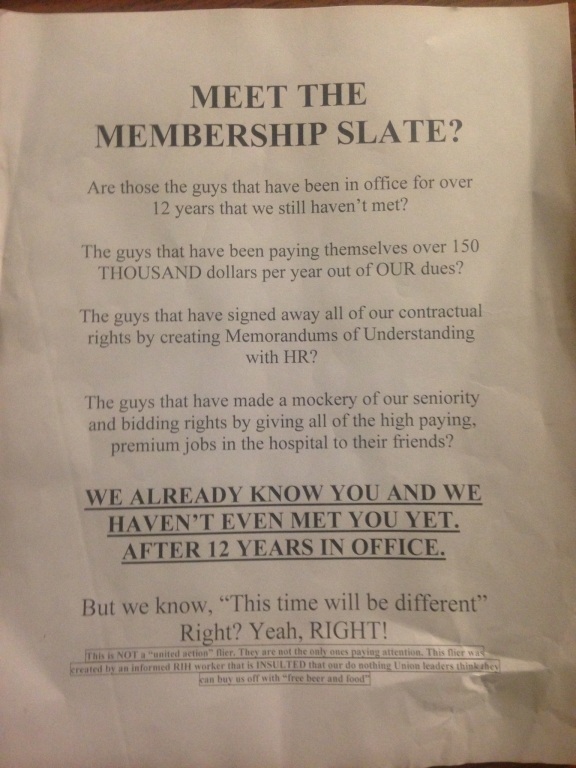 MEET THE
MEMBERSHIP SLATE?
Are those the guys that have been in office for over
12 years that we still haven't met?
The guys that have been paying themselves over 150
THOUSAND dollars per year out of OUR dues?
The guys that have signed away all of our contractual
rights by creating Memorandums of Understanding
with HR?
The guys that have made a mockery of our seniority
and bidding rights by giving all of the high paying,
premium jobs in the hospital to their friends?
WE ALREADY KNOW YOU AND WE
HAVEN'T EVEN MET YOU YET.
AFTER 12 YEARS IN OFFICE.
But we know, “This time will be different”
Right? Yeah, RIGHT!
This is NOT a “united action” flier. They are not the only ones paying attention. This flier was
created by an informed RIH worker that is INSULTED that our do nothing Union leaders think they
can buy us off with “free beer and food”